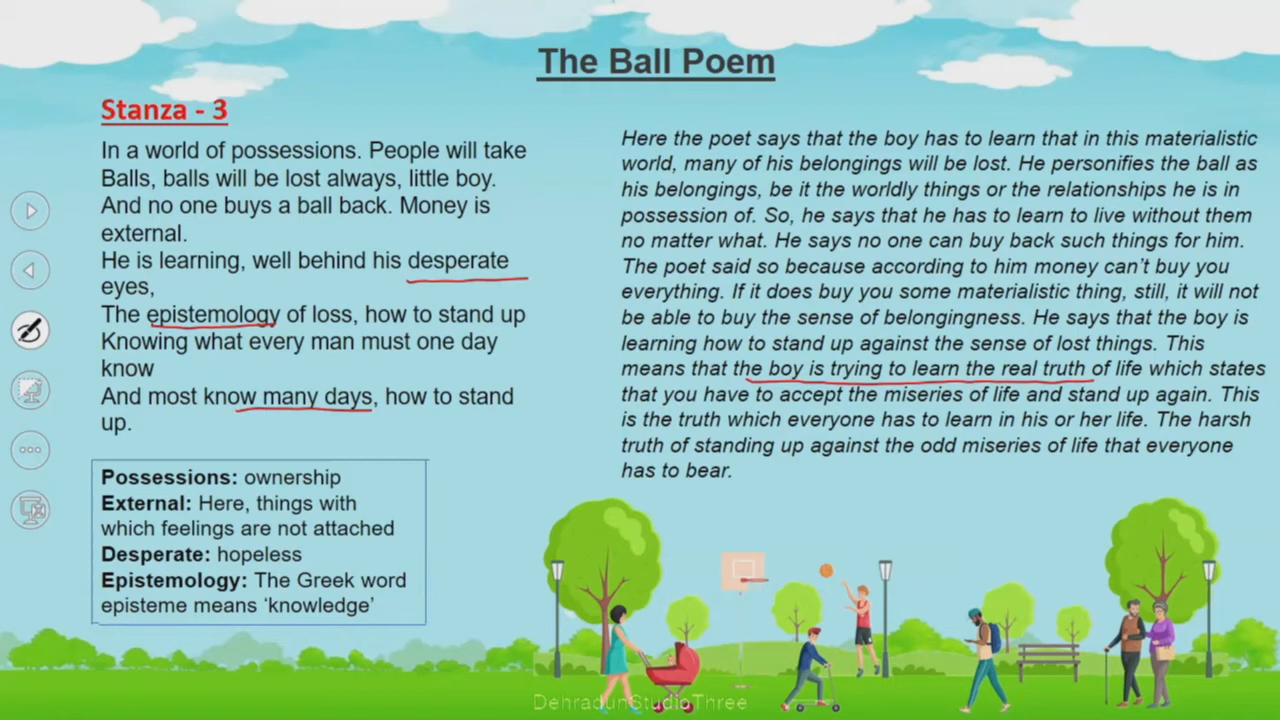 The Ball Poem
Stanza - 3
In a world of possessions. People will take
Balls, balls will be lost always, little boy.
And no one buys a ball back. Money is
external.
He is learning, well behind his desperate
eyes,
The epistemology of loss, how to stand up
Knowing what every man must one day
know
And most know many days, how to stand
up.
Possessions: ownership
External: Here, things with
which feelings are not attached
Desperate: hopeless
Epistemology: The Greek word
episteme means ‘knowledge’
Here the poet says that the boy has to learn that in this materialistic
world, many of his belongings will be lost. He personifies the ball as
his belongings, be it the worldly things or the relationships he is in
possession of. So, he says that he has to learn to live without them
no matter what. He says no one can buy back such things for him.
The poet said so because according to him money can’t buy you
everything. If it does buy you some materialistic thing, still, it will not
be able to buy the sense of belongingness. He says that the boy is
learning how to stand up against the sense of lost things. This
means that the boy is trying to learn the real truth of life which states
that you have to accept the miseries of life and stand up again. This
is the truth which everyone has to learn in his or her life. The harsh
truth of standing up against the odd miseries of life that everyone
has to bear.
DehradunStudioThree